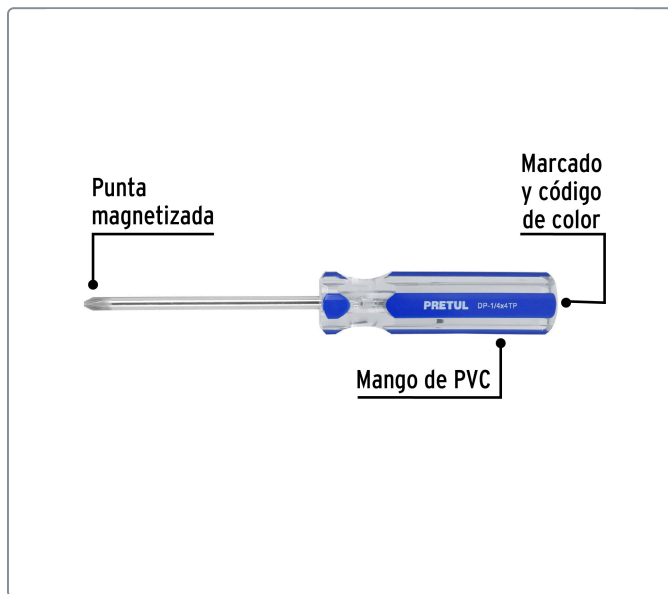 Punta
magnetizada
Marcado
y código
de color
PRETUL DP-1/4x4TP
Mango de PVC